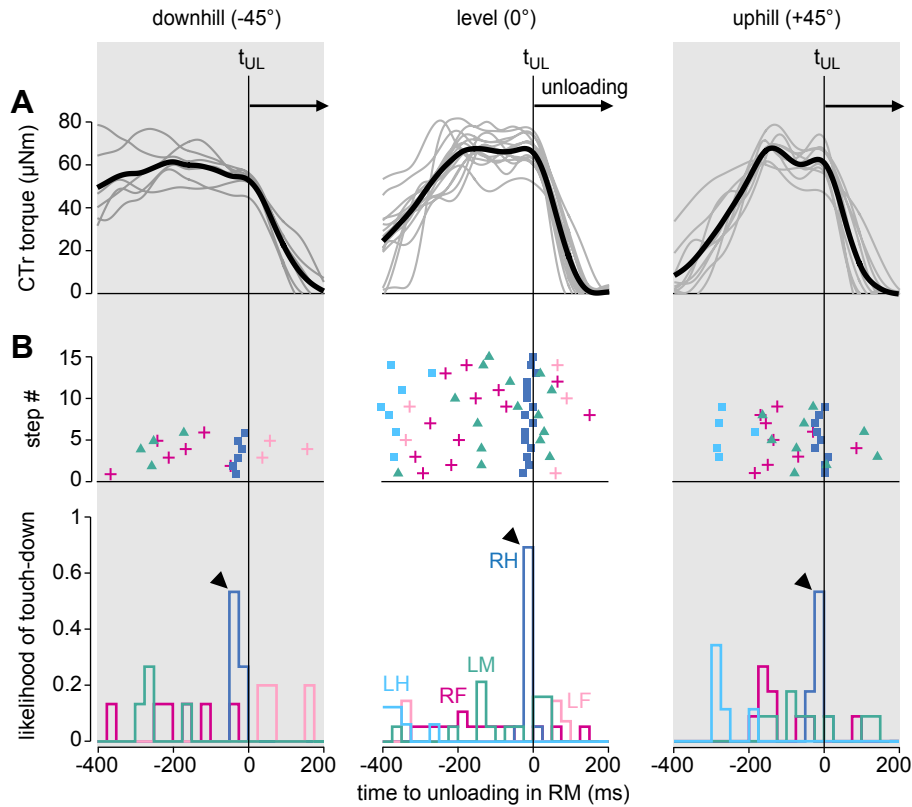 downhill (-45°) level (0°) uphill (+45°)
t_UL t_UL t_UL
unloading
A
CTr torque (µNm)
80
60
40
20
0
B
step #
15
10
5
0
likelihood of touch-down
1
0.6
0.4
0.2
0
RH
LM
LH
RF
LF
-400 -200 0 200 -400 -200 0 200 -400 -200 0 200
time to unloading in RM (ms)